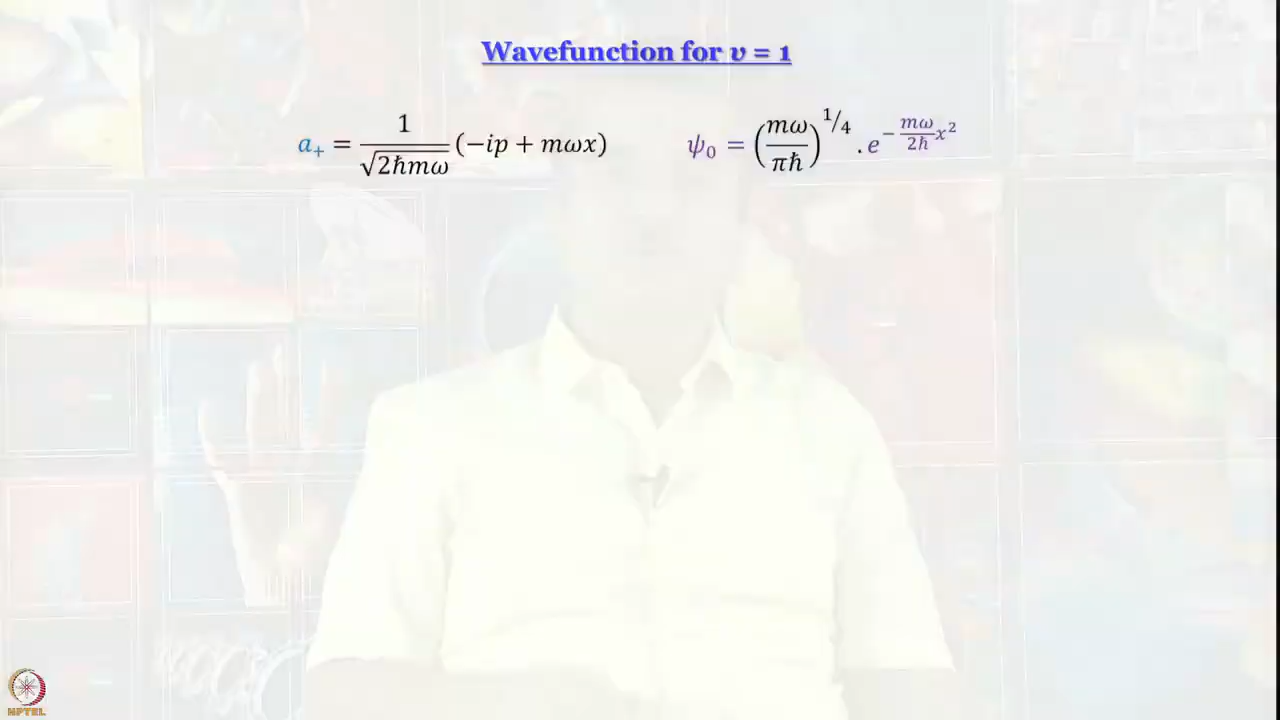 Wavefunction for v = 1
a₊ = 1/√(2ħmω) (−ip + mωx)
ψ₀ = (mω/πħ)^(1/4) . e^(−(mω/2ħ)x²)
NPTEL